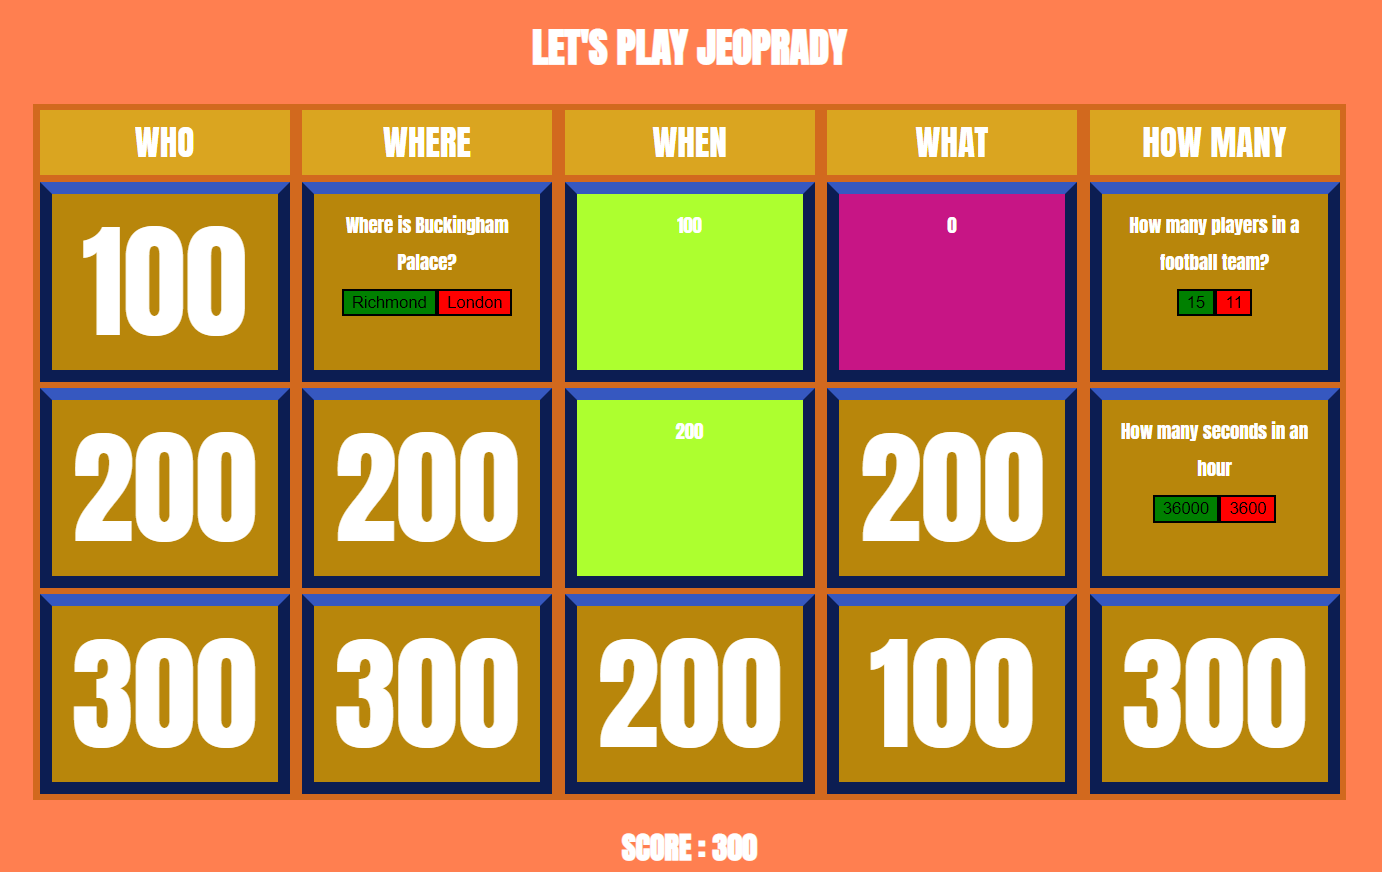 LET'S PLAY JEOPRADY
WHO
WHERE
WHEN
WHAT
HOW MANY
100
Where is Buckingham
Palace?
Richmond London
100
0
How many players in a
football team?
15 11
200
200
200
200
How many seconds in an
hour
36000 3600
300
300
200
100
300
SCORE : 300